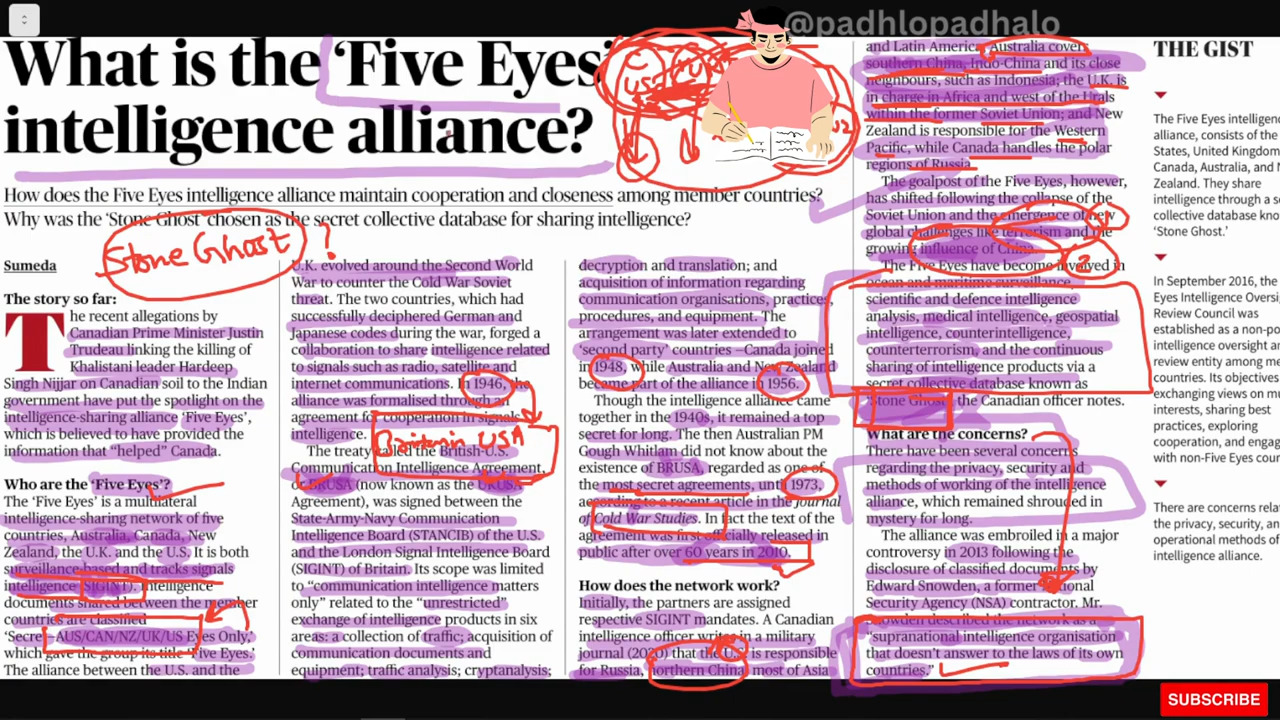 @padhlopadhalo
What is the ‘Five Eyes’
intelligence alliance?
How does the Five Eyes intelligence alliance maintain cooperation and closeness among member countries?
Why was the ‘Stone Ghost’ chosen as the secret collective database for sharing intelligence?
Stone Ghost ?
Sumeda
The story so far:
The recent allegations by
Canadian Prime Minister Justin
Trudeau linking the killing of
Khalistani leader Hardeep
Singh Nijjar on Canadian soil to the Indian
government have put the spotlight on the
intelligence-sharing alliance ‘Five Eyes’,
which is believed to have provided the
information that “helped” Canada.
Who are the ‘Five Eyes’?
The ‘Five Eyes’ is a multilateral
intelligence-sharing network of five
countries, Australia, Canada, New
Zealand, the U.K. and the U.S. It is both
surveillance-based and tracks signals
intelligence (SIGINT). Intelligence
documents shared between the member
countries are classified
‘Secret—AUS/CAN/NZ/UK/US Eyes Only,’
which gave the group its title ‘Five Eyes.’
The alliance between the U.S. and the
U.K. evolved around the Second World
War to counter the Cold War Soviet
threat. The two countries, which had
successfully deciphered German and
Japanese codes during the war, forged a
collaboration to share intelligence related
to signals such as radio, satellite and
internet communications. In 1946, the
alliance was formalised through an
agreement for cooperation in signals
intelligence.
USA
The treaty called the British-U.S.
Communication Intelligence Agreement,
or BRUSA (now known as the UKUSA
Agreement), was signed between the
State-Army-Navy Communication
Intelligence Board (STANCIB) of the U.S.
and the London Signal Intelligence Board
(SIGINT) of Britain. Its scope was limited
to “communication intelligence matters
only” related to the “unrestricted”
exchange of intelligence products in six
areas: a collection of traffic; acquisition of
communication documents and
equipment; traffic analysis; cryptanalysis;
decryption and translation; and
acquisition of information regarding
communication organisations, practices,
procedures, and equipment. The
arrangement was later extended to
‘second party’ countries —Canada joined
in 1948, while Australia and New Zealand
became part of the alliance in 1956.
Though the intelligence alliance came
together in the 1940s, it remained a top
secret for long. The then Australian PM
Gough Whitlam did not know about the
existence of BRUSA, regarded as one of
the most secret agreements, until 1973,
according to a recent article in the Journal
of Cold War Studies. In fact the text of the
agreement was first officially released in
public after over 60 years in 2010.
How does the network work?
Initially, the partners are assigned
respective SIGINT mandates. A Canadian
intelligence officer writes in a military
journal (2020) that the U.S. is responsible
for Russia, northern China, most of Asia
and Latin America, Australia covers
southern China, Indo-China and its close
neighbours, such as Indonesia; the U.K. is
in charge in Africa and west of the Urals
within the former Soviet Union; and New
Zealand is responsible for the Western
Pacific, while Canada handles the polar
regions of Russia.
The goalpost of the Five Eyes, however,
has shifted following the collapse of the
Soviet Union and the emergence of new
global challenges like terrorism and the
growing influence of China.
The Five Eyes have become involved in
ocean and maritime surveillance,
scientific and defence intelligence
analysis, medical intelligence, geospatial
intelligence, counterintelligence,
counterterrorism, and the continuous
sharing of intelligence products via a
secret collective database known as
‘Stone Ghost’, the Canadian officer notes.
What are the concerns?
There have been several concerns
regarding the privacy, security and
methods of working of the intelligence
alliance, which remained shrouded in
mystery for long.
The alliance was embroiled in a major
controversy in 2013 following the
disclosure of classified documents by
Edward Snowden, a former National
Security Agency (NSA) contractor. Mr.
Snowden described the network as a
“supranational intelligence organisation
that doesn’t answer to the laws of its own
countries.”
THE GIST
The Five Eyes intelligenc
alliance, consists of the
States, United Kingdom
Canada, Australia, and N
Zealand. They share
intelligence through a se
collective database kno
‘Stone Ghost.’
In September 2016, the
Eyes Intelligence Oversi
Review Council was
established as a non-po
intelligence oversight ar
review entity among me
countries. Its objectives
exchanging views on mu
interests, sharing best
practices, exploring
cooperation, and engag
with non-Five Eyes coun
There are concerns rela
the privacy, security, an
operational methods of
intelligence alliance.
SUBSCRIBE